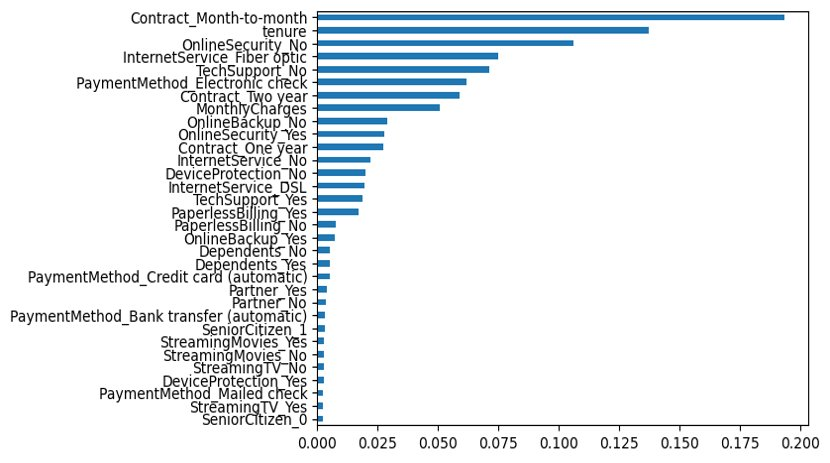 Contract_Month-to-month
tenure
OnlineSecurity_No
InternetService_Fiber optic
TechSupport_No
PaymentMethod_Electronic check
Contract_Two year
MonthlyCharges
OnlineBackup_No
OnlineSecurity_Yes
Contract_One year
InternetService_No
DeviceProtection_No
InternetService_DSL
TechSupport_Yes
PaperlessBilling_Yes
PaperlessBilling_No
OnlineBackup_Yes
Dependents_No
Dependents_Yes
PaymentMethod_Credit card (automatic)
Partner_Yes
Partner_No
PaymentMethod_Bank transfer (automatic)
SeniorCitizen_1
StreamingMovies_Yes
StreamingMovies_No
StreamingTV_No
DeviceProtection_Yes
PaymentMethod_Mailed check
StreamingTV_Yes
SeniorCitizen_0
0.000 0.025 0.050 0.075 0.100 0.125 0.150 0.175 0.200